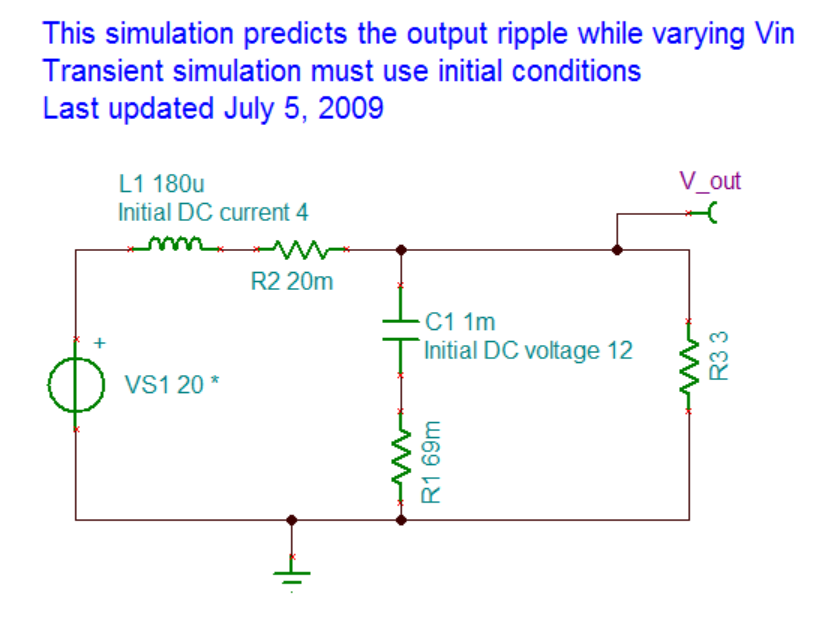 This simulation predicts the output ripple while varying Vin
Transient simulation must use initial conditions
Last updated July 5, 2009
V_out
L1 180u
Initial DC current 4
R2 20m
C1 1m
Initial DC voltage 12
R3 3
+
VS1 20 *
R1 69m